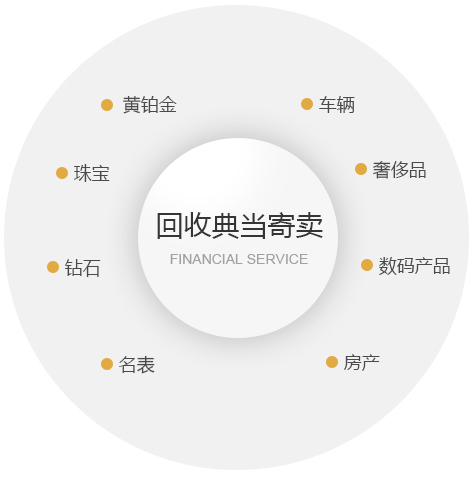 黄铂金
车辆
珠宝
奢侈品
回收典当寄卖
FINANCIAL SERVICE
钻石
数码产品
名表
房产